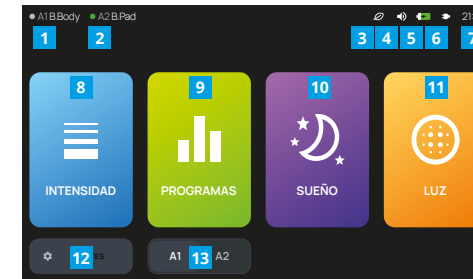 A1 B.Body A2 B.Pad 21:
1 2 3 4 5 6 7
8 9 10 11
INTENSIDAD PROGRAMAS SUEÑO LUZ
12 ES A1 13 A2